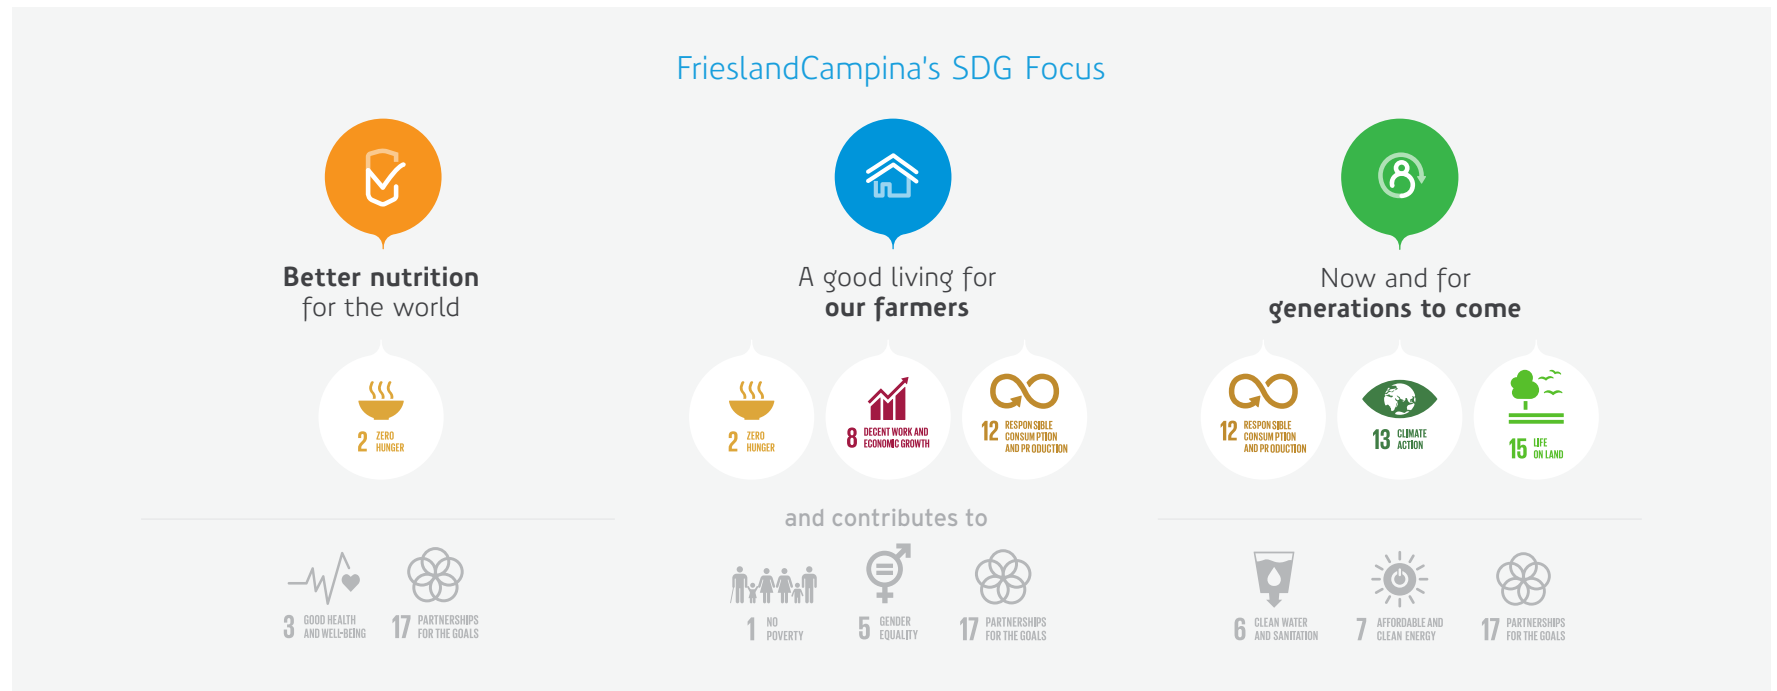 FrieslandCampina's SDG Focus
Better nutrition
for the world
A good living for
our farmers
Now and for
generations to come
2 ZERO
HUNGER
2 ZERO
HUNGER
8 DECENT WORK AND
ECONOMIC GROWTH
12 RESPONSIBLE
CONSUMPTION
AND PRODUCTION
12 RESPONSIBLE
CONSUMPTION
AND PRODUCTION
13 CLIMATE
ACTION
15 LIFE
ON LAND
and contributes to
3 GOOD HEALTH
AND WELL-BEING
17 PARTNERSHIPS
FOR THE GOALS
1 NO
POVERTY
5 GENDER
EQUALITY
17 PARTNERSHIPS
FOR THE GOALS
6 CLEAN WATER
AND SANITATION
7 AFFORDABLE AND
CLEAN ENERGY
17 PARTNERSHIPS
FOR THE GOALS